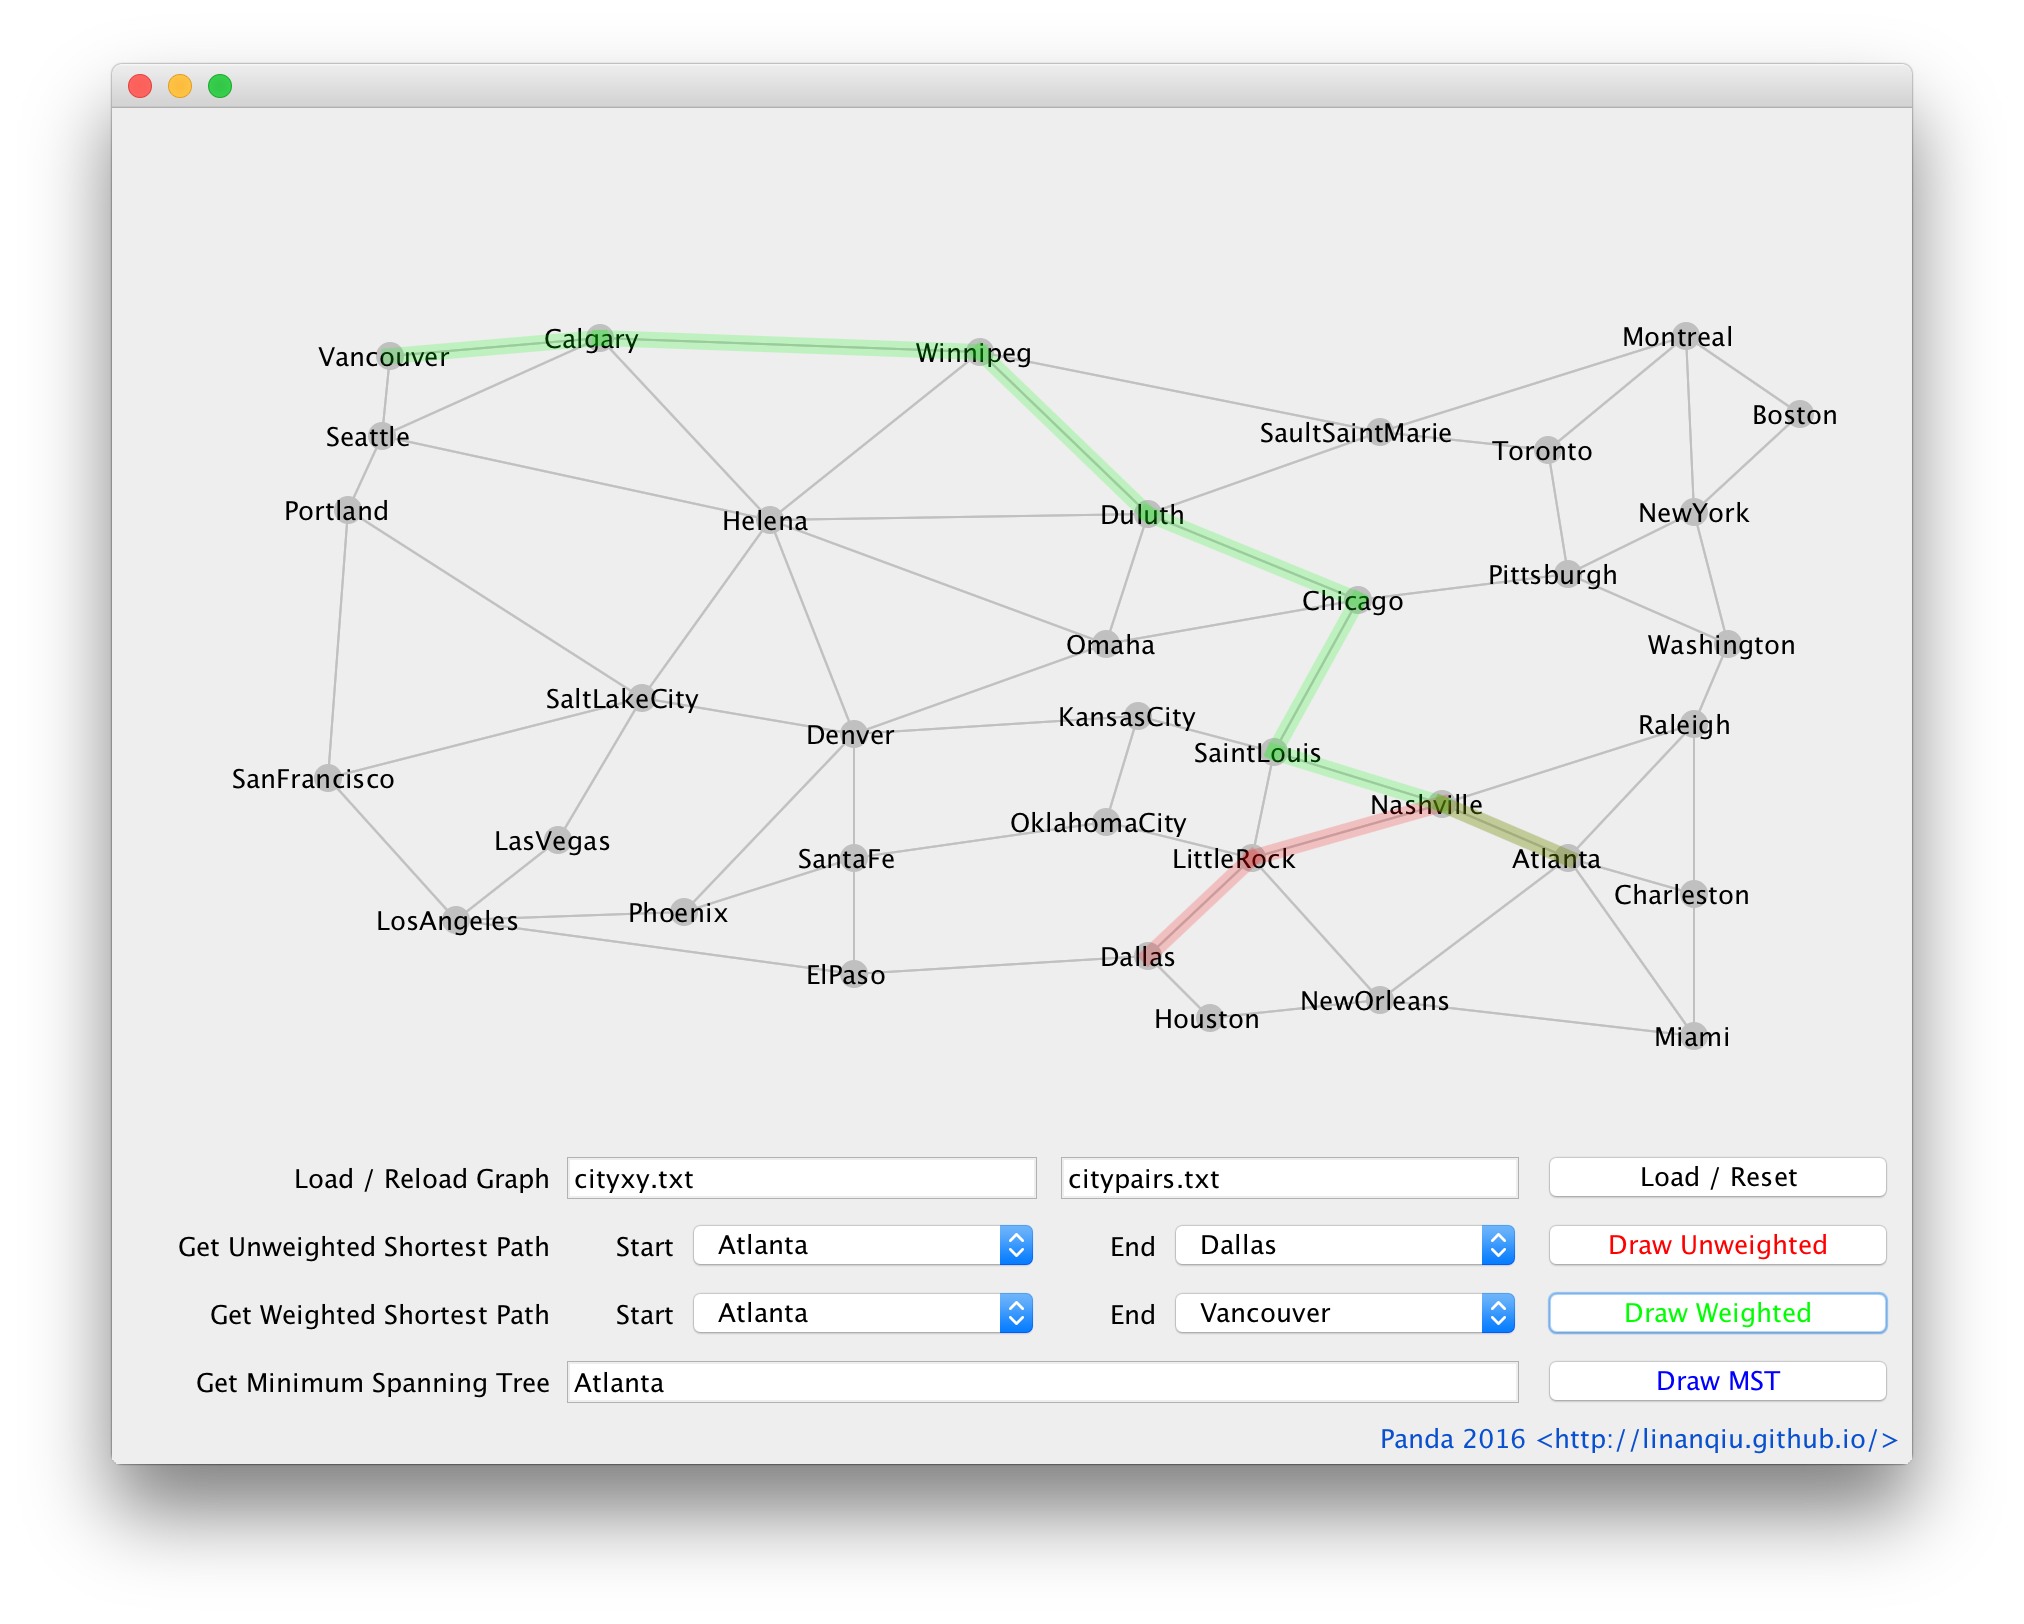 Montreal
Calgary
Winnipeg
Vancouver
Boston
SaultSaintMarie
Seattle
Toronto
Portland
NewYork
Duluth
Helena
Pittsburgh
Chicago
Omaha
Washington
SaltLakeCity
KansasCity
Raleigh
Denver
SaintLouis
SanFrancisco
Nashville
OklahomaCity
LasVegas
SantaFe
LittleRock
Atlanta
Charleston
Phoenix
LosAngeles
Dallas
ElPaso
NewOrleans
Houston
Miami
Load / Reload Graph cityxy.txt citypairs.txt Load / Reset
Get Unweighted Shortest Path Start Atlanta End Dallas Draw Unweighted
Get Weighted Shortest Path Start Atlanta End Vancouver Draw Weighted
Get Minimum Spanning Tree Atlanta Draw MST
Panda 2016 <http://linanqiu.github.io/>